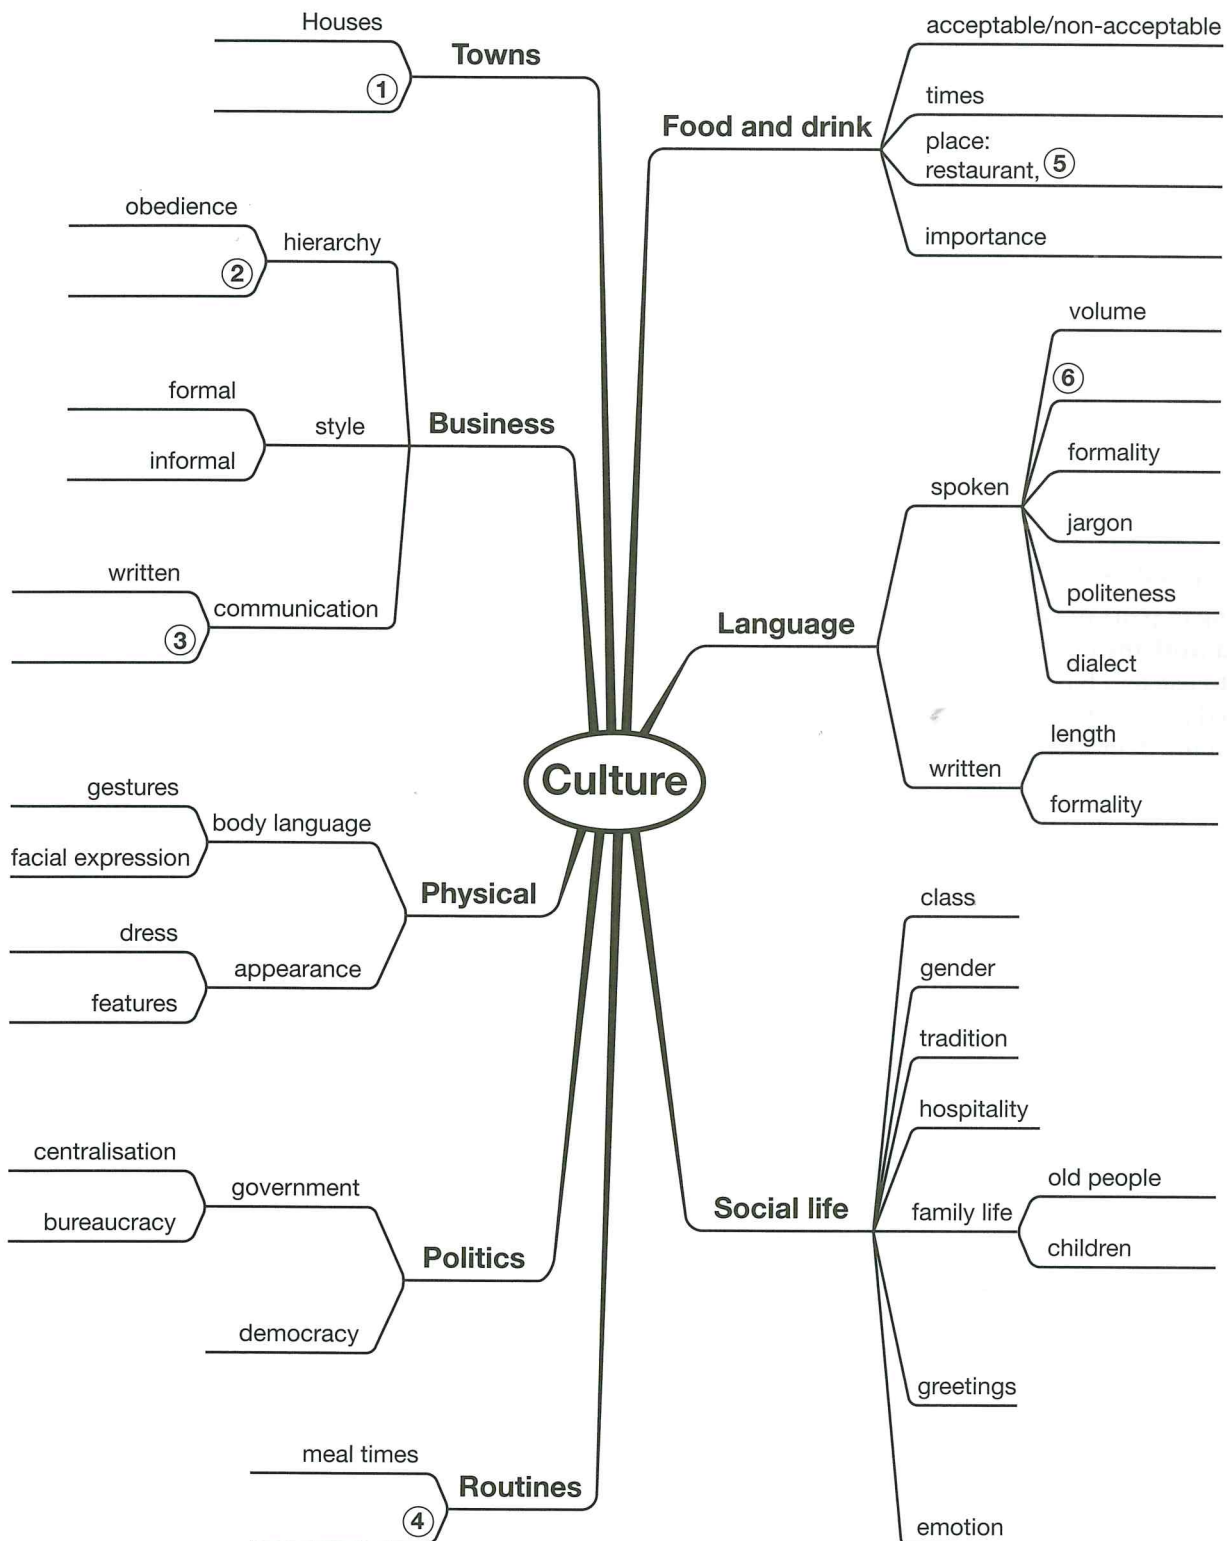 Culture
Towns
Houses
①
Business
hierarchy
obedience
②
style
formal
informal
communication
written
③
Physical
body language
gestures
facial expression
appearance
dress
features
Politics
government
centralisation
bureaucracy
democracy
Routines
meal times
④
Food and drink
acceptable/non-acceptable
times
place:
restaurant, ⑤
importance
Language
spoken
volume
⑥
formality
jargon
politeness
dialect
written
length
formality
Social life
class
gender
tradition
hospitality
family life
old people
children
greetings
emotion